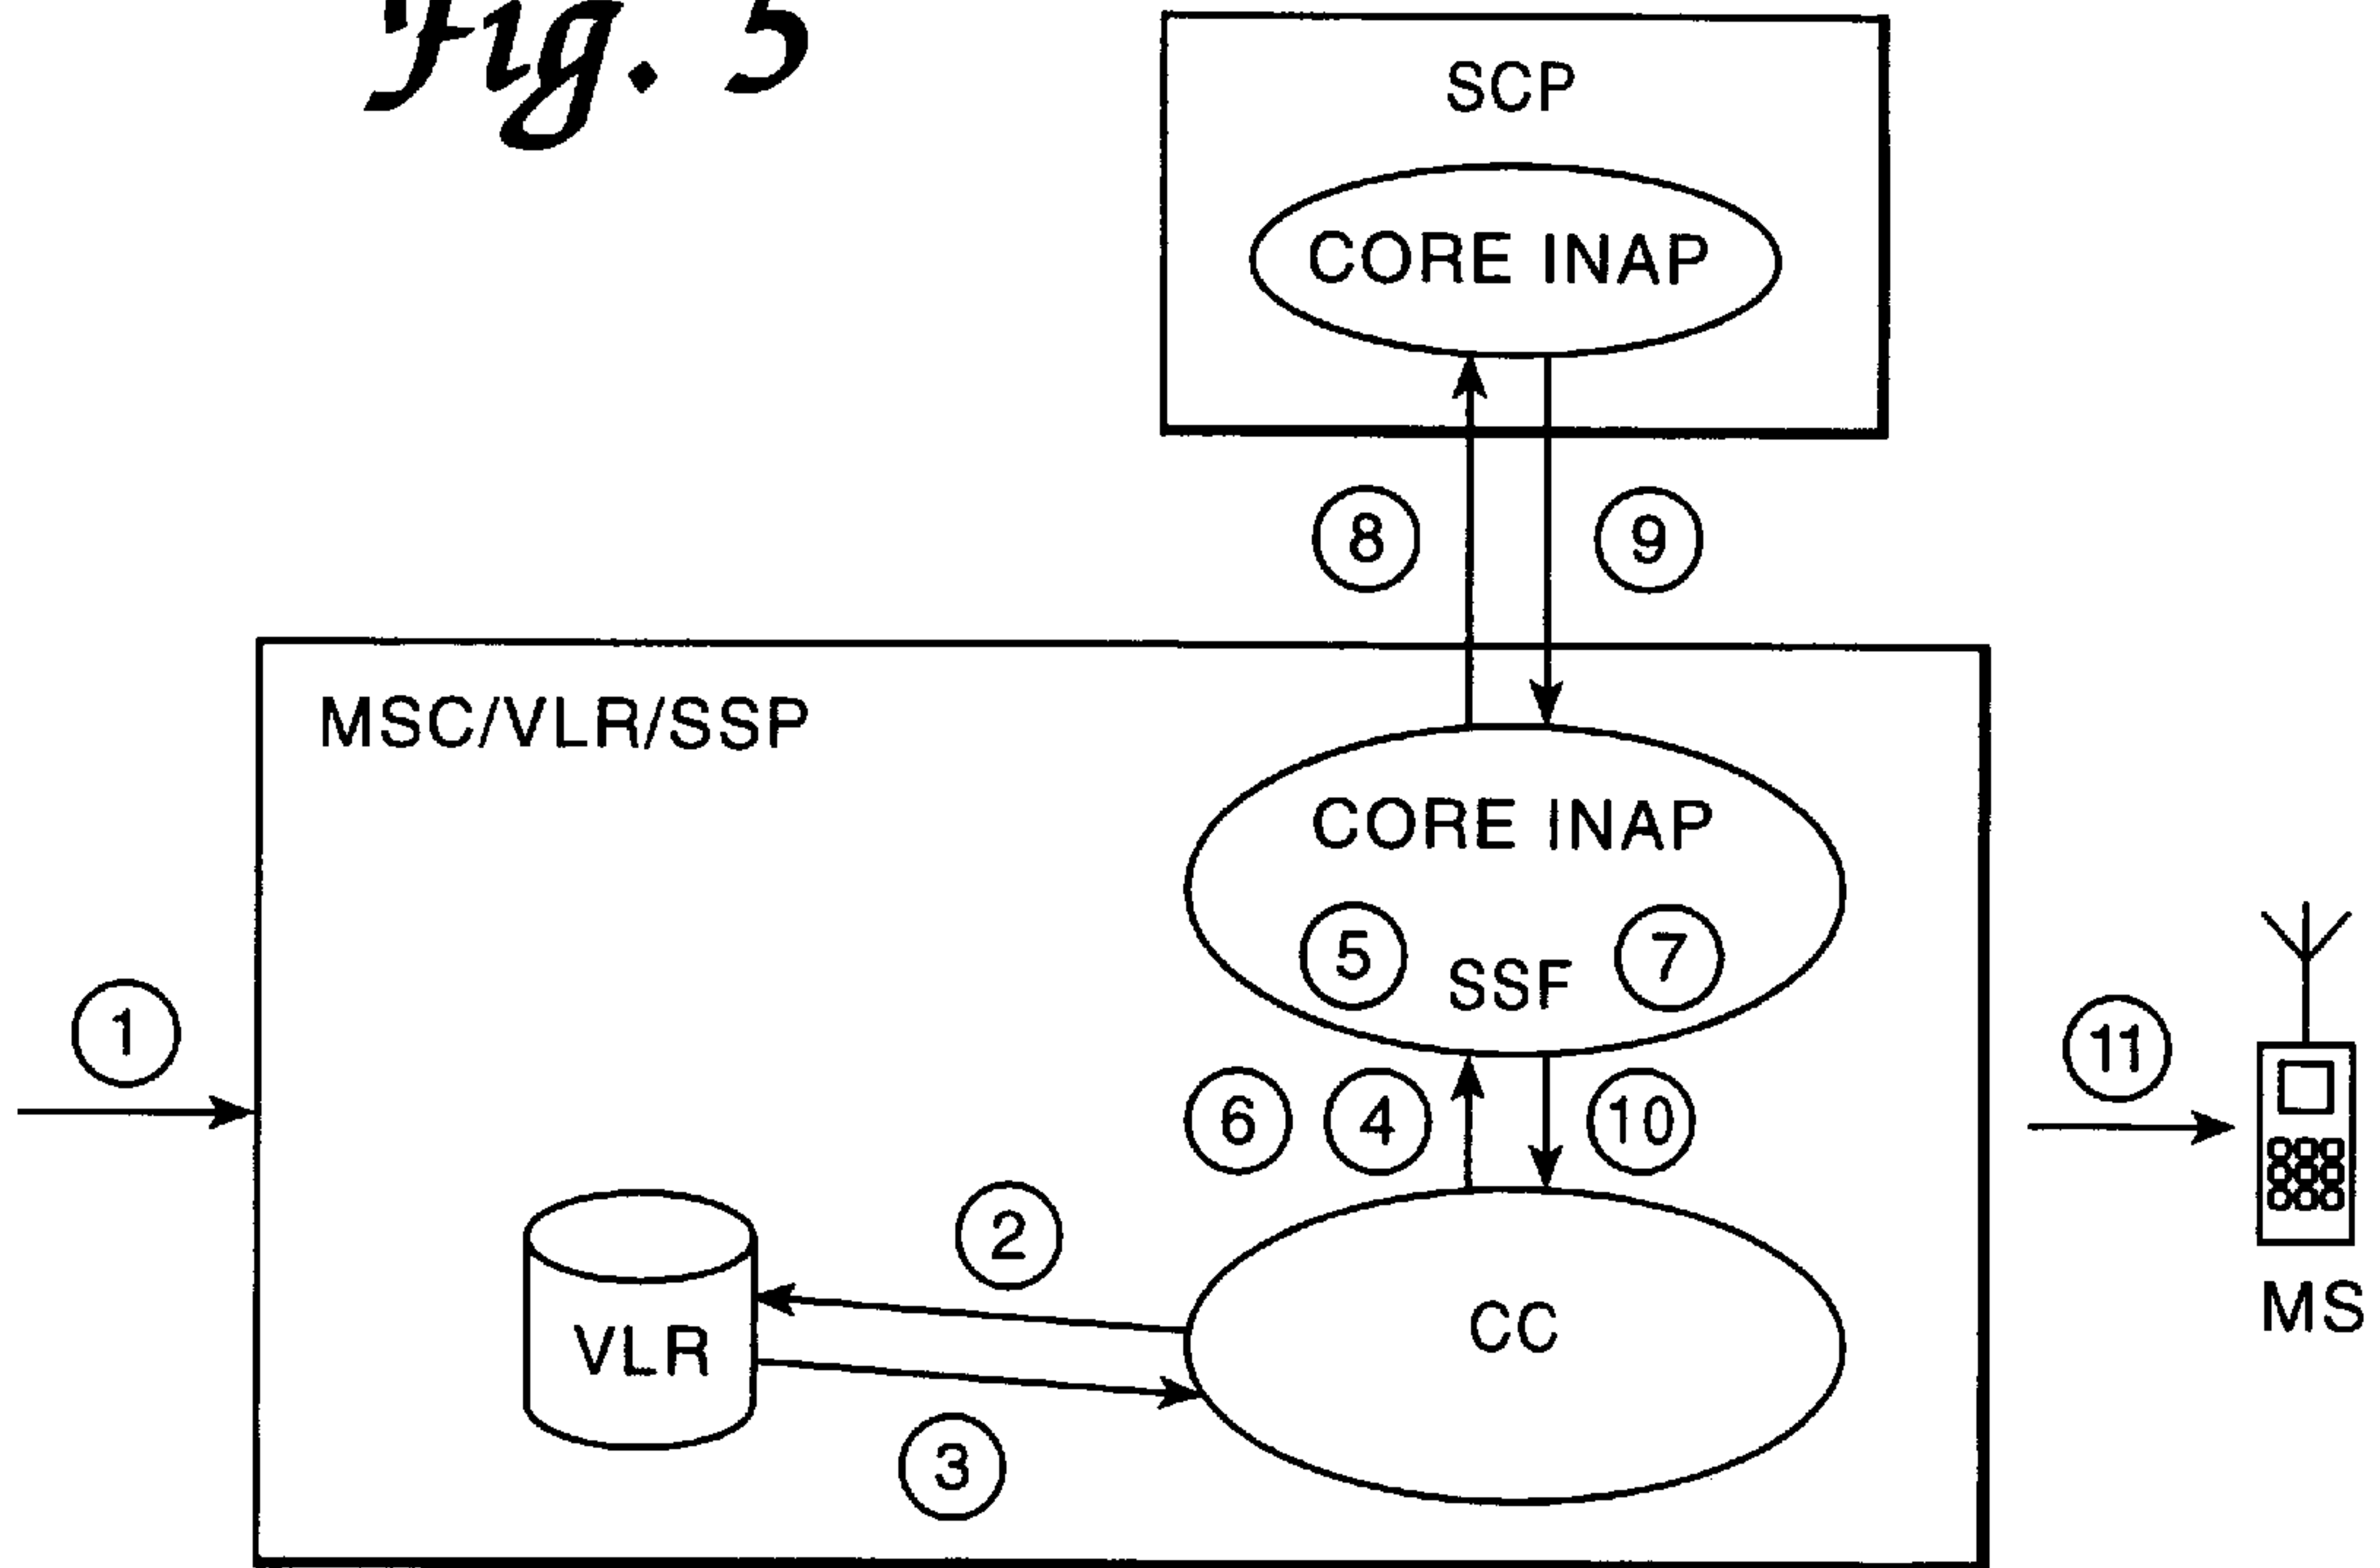 Fig. 5
SCP
CORE INAP
8
9
MSC/VLR/SSP
CORE INAP
5
SSF
7
1
11
6
4
10
2
VLR
CC
MS
3